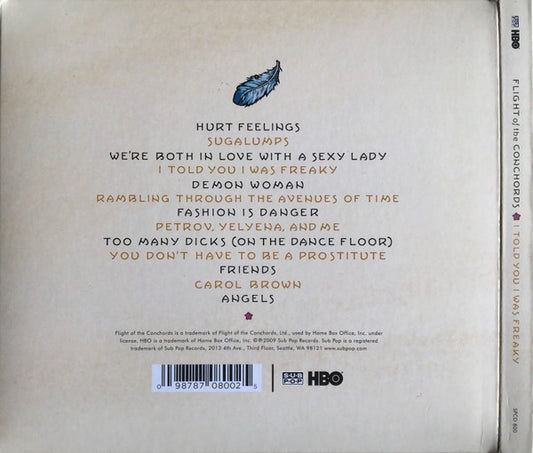 HURT FEELINGS
SUGALUMPS
WE'RE BOTH IN LOVE WITH A SEXY LADY
I TOLD YOU I WAS FREAKY
DEMON WOMAN
RAMBLING THROUGH THE AVENUES OF TIME
FASHION IS DANGER
PETROV, YELYENA, AND ME
TOO MANY DICKS (ON THE DANCE FLOOR)
YOU DON'T HAVE TO BE A PROSTITUTE
FRIENDS
CAROL BROWN
ANGELS
Flight of the Conchords is a trademark of Flight of the Conchords, Ltd., used by Home Box Office, Inc. under
license. HBO is a trademark of Home Box Office, Inc. ©℗2009 Sub Pop Records. Sub Pop is a registered
trademark of Sub Pop Records, 2013 4th Ave., Third Floor, Seattle, WA 98121 www.subpop.com
0 98787 08002 5
SUB POP HBO
SUB POP HBO
FLIGHT of the CONCHORDS I TOLD YOU I WAS FREAKY
SPCD 800